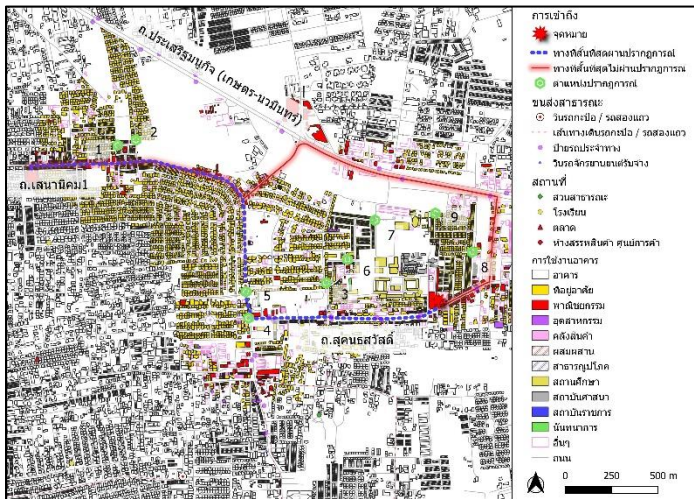 ถ.ประเสริฐมนูกิจ (เกษตร-นวมินทร์)
1
2
ถ.เสนานิคม1
9
7
6
8
5
4
ถ.สุคนธสวัสดิ์
การเข้าถึง
จุดหมาย
ทางที่สั้นที่สุดผ่านปรากฏการณ์
ทางที่สั้นที่สุดไม่ผ่านปรากฏการณ์
ตำแหน่งปรากฏการณ์
ขนส่งสาธารณะ
วินรถกะป๊อ / รถสองแถว
เส้นทางเดินรถกะป๊อ / รถสองแถว
ป้ายรถประจำทาง
วินรถจักรยานยนต์รับจ้าง
สถานที่
สวนสาธารณะ
โรงเรียน
ตลาด
ห้างสรรพสินค้า ศูนย์การค้า
การใช้งานอาคาร
อาคาร
ที่อยู่อาศัย
พาณิชยกรรม
อุตสาหกรรม
คลังสินค้า
ผสมผสาน
สาธารณูปโภค
สถานศึกษา
สถาบันศาสนา
สถาบันราชการ
นันทนาการ
อื่นๆ
ถนน
0 250 500 m